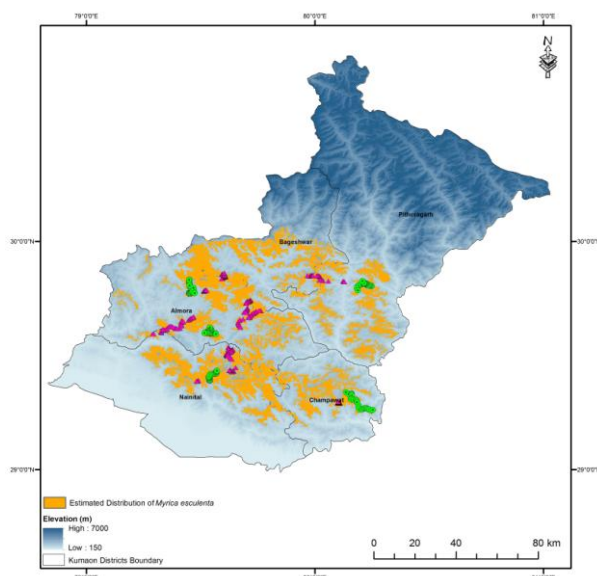 79°0'0"E 80°0'0"E 81°0'0"E
N
30°0'0"N 30°0'0"N
Bageshwar
Pithoragarh
Almora
Nainital
Champawat
29°0'0"N 29°0'0"N
Estimated Distribution of Myrica esculenta
Elevation (m)
High : 7000
Low : 150
Kumaon Districts Boundary
0 20 40 80 km